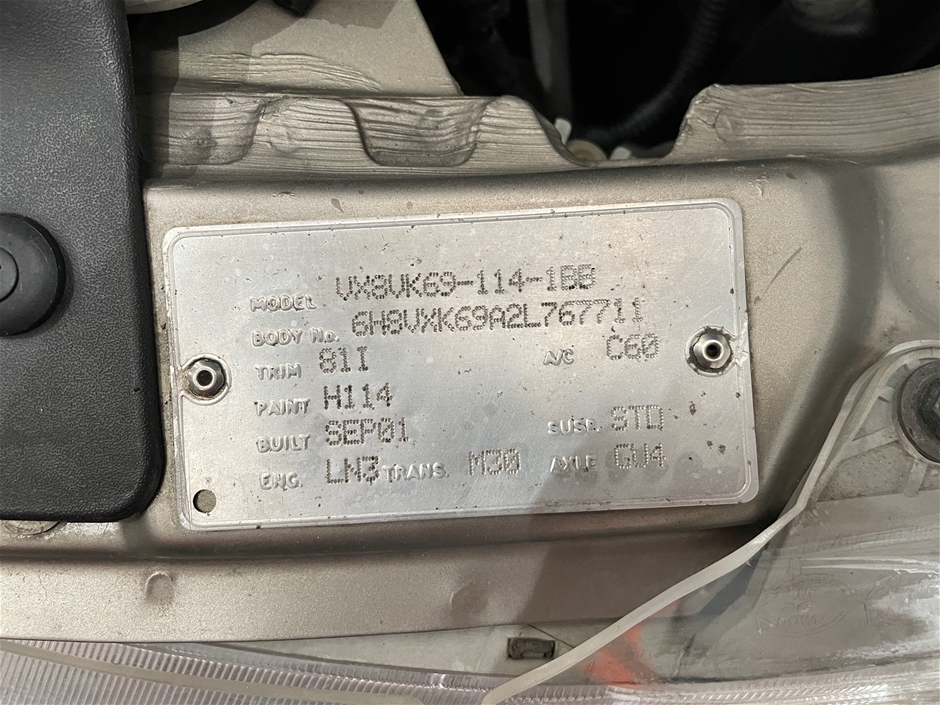 MODEL VX8VK69-114-1BB
BODY No. 6H8VXK69A2L767711
TRIM 81I A/C C60
PAINT H114
BUILT SEP01 SUSP. STD
ENG. LN3 TRANS. M30 AXLE GU4